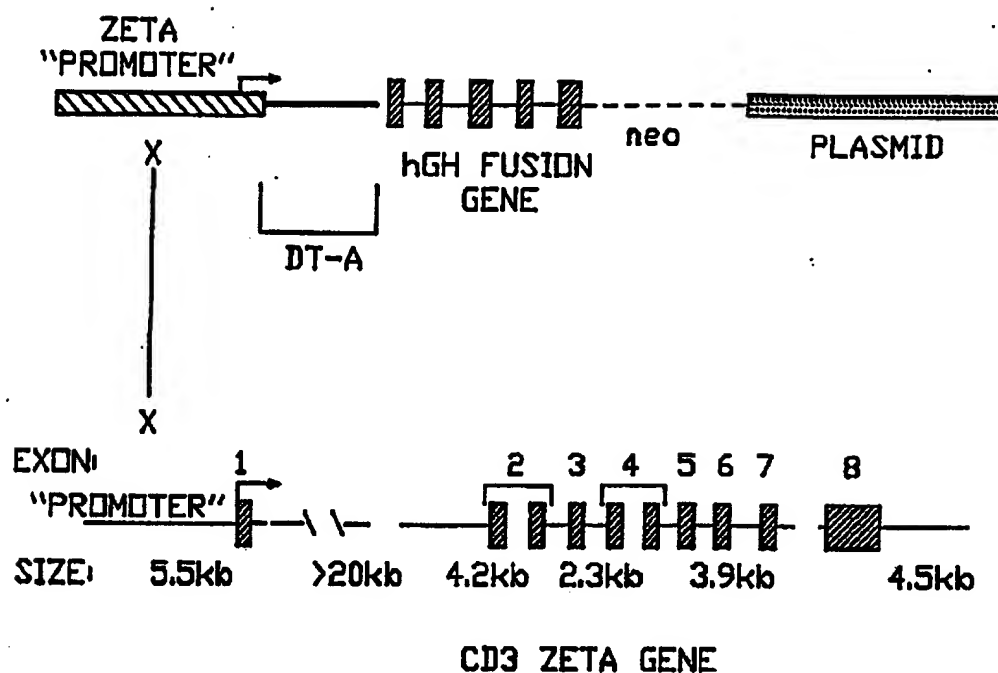 ZETA
"PROMOTER"
neo
PLASMID
X
hGH FUSION
GENE
DT-A
X
EXON: 1 2 3 4 5 6 7 8
"PROMOTER"
SIZE: 5.5kb >20kb 4.2kb 2.3kb 3.9kb 4.5kb
CD3 ZETA GENE